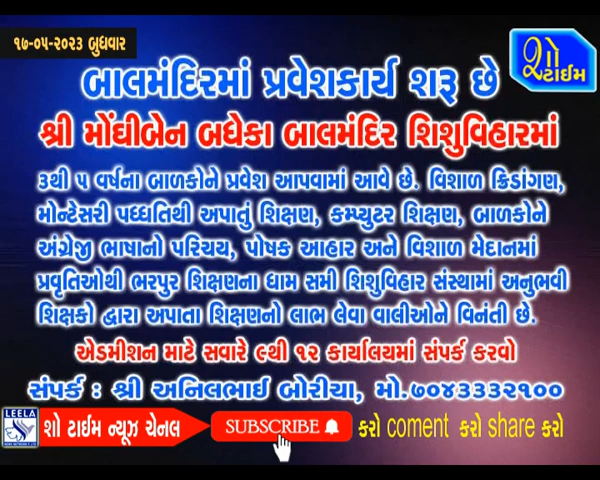 ૧૭-૦૫-૨૦૨૩ બુધવાર
શો ટાઈમ
બાલમંદિરમાં પ્રવેશકાર્ય શરૂ છે
શ્રી મોંઘીબેન બધેકા બાલમંદિર શિશુવિહારમાં
૩થી ૫ વર્ષના બાળકોને પ્રવેશ આપવામાં આવે છે. વિશાળ ક્રિડાંગણ,
મોન્ટેસરી પધ્ધતિથી અપાતું શિક્ષણ, કમ્પ્યુટર શિક્ષણ, બાળકોને
અંગ્રેજી ભાષાનો પરિચય, પોષક આહાર અને વિશાળ મેદાનમાં
પ્રવૃતિઓથી ભરપુર શિક્ષણના ધામ સમી શિશુવિહાર સંસ્થામાં અનુભવી
શિક્ષકો દ્વારા અપાતા શિક્ષણનો લાભ લેવા વાલીઓને વિનંતી છે.
એડમીશન માટે સવારે ૯થી ૧૨ કાર્યાલયમાં સંપર્ક કરવો
સંપર્ક : શ્રી અનિલભાઈ બોરીચા, મો.૭૦૪૩૩૩૨૧૦૦
LEELA
શો ટાઈમ ન્યૂઝ ચેનલ SUBSCRIBE કરો coment કરો share કરો